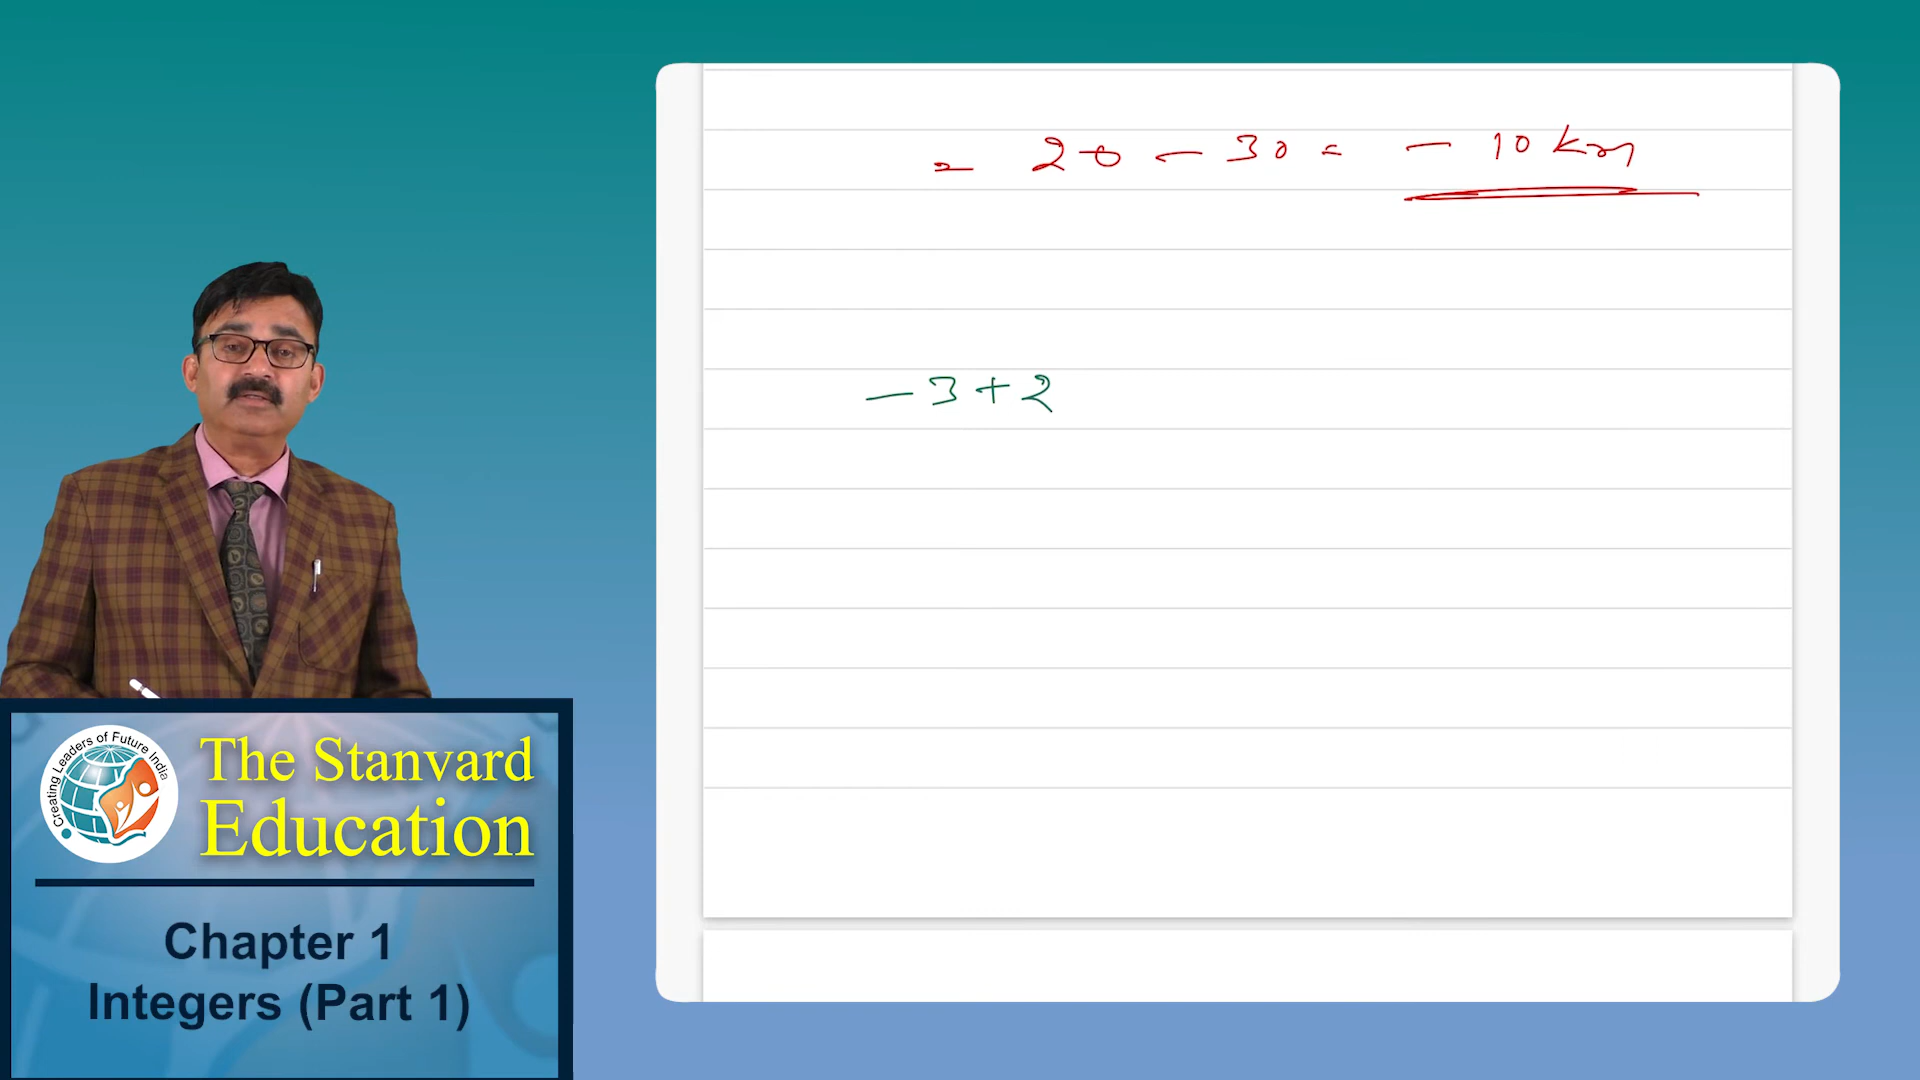 = 20 - 30 = - 10 km
- 3 + 2
Creating Leaders of Future India
The Stanvard
Education
Chapter 1
Integers (Part 1)